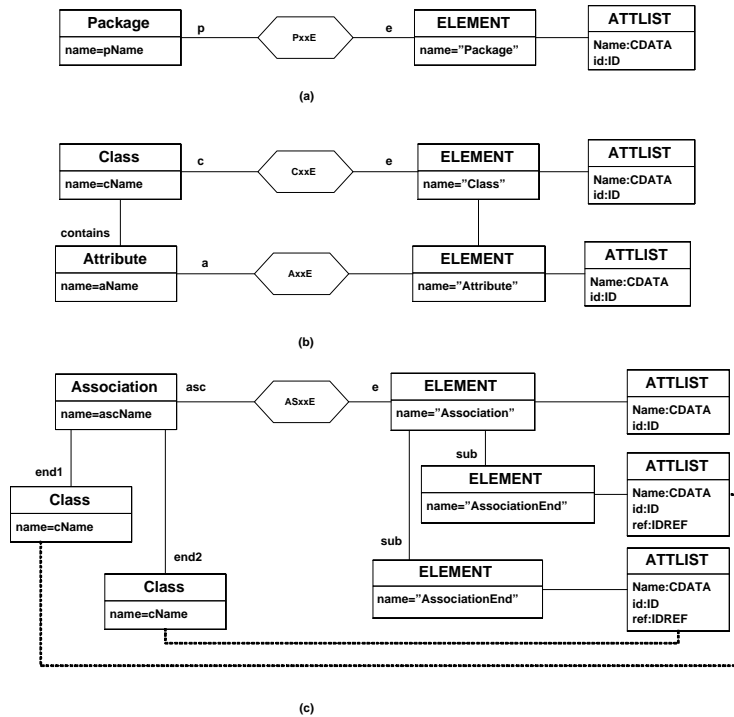 Package
name=pName
p
PxxE
e
ELEMENT
name="Package"
ATTLIST
Name:CDATA
id:ID
(a)
Class
name=cName
c
CxxE
e
ELEMENT
name="Class"
ATTLIST
Name:CDATA
id:ID
contains
Attribute
name=aName
a
AxxE
ELEMENT
name="Attribute"
ATTLIST
Name:CDATA
id:ID
(b)
Association
name=ascName
asc
ASxxE
e
ELEMENT
name="Association"
ATTLIST
Name:CDATA
id:ID
end1
Class
name=cName
sub
ELEMENT
name="AssociationEnd"
ATTLIST
Name:CDATA
id:ID
ref:IDREF
end2
Class
name=cName
sub
ELEMENT
name="AssociationEnd"
ATTLIST
Name:CDATA
id:ID
ref:IDREF
(c)